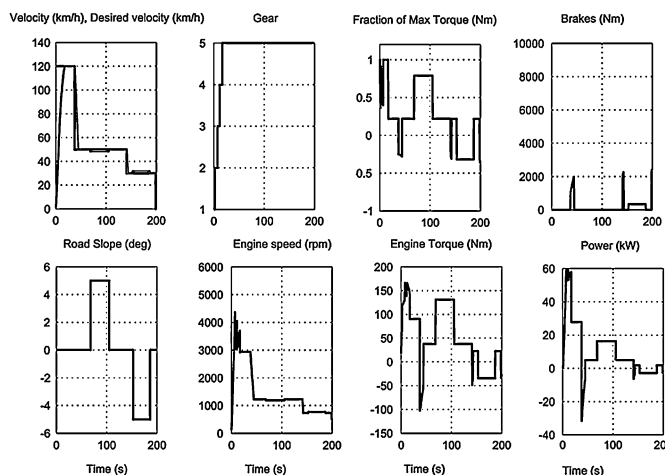 Velocity (km/h), Desired velocity (km/h)
Gear
Fraction of Max Torque (Nm)
Brakes (Nm)
140
120
100
80
60
40
20
0
0 100 200
5
4
3
2
1
0 100 200
1
0.5
0
0.5
-1
0 100 200
10000
8000
6000
4000
2000
0
0 100 200
Road Slope (deg)
Engine speed (rpm)
Engine Torque (Nm)
Power (kW)
6
4
2
0
-2
-4
-6
0 100 200
6000
5000
4000
3000
2000
1000
0
0 100 200
200
150
100
50
0
-50
-100
-150
0 100 200
60
40
20
0
-20
-40
0 100 200
Time (s)
Time (s)
Time (s)
Time (s)